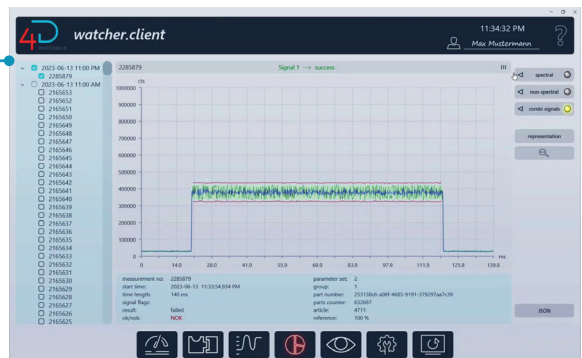 4D
PHOTONICS
watcher.client
11:34:32 PM
Max Mustermann
?
2023-06-13 11:00 PM
2285879
2023-06-13 11:00 AM
2165653
2165652
2165651
2165650
2165649
2165648
2165647
2165646
2165645
2165644
2165643
2165642
2165641
2165640
2165639
2165638
2165637
2165636
2165635
2165634
2165633
2165632
2165631
2165630
2165629
2165628
2165627
2165626
2165625
2285879
Signal 1 --> success
cts
1000000
900000
800000
700000
600000
500000
400000
300000
200000
100000
0
0 14.0 28.0 41.9 55.9 69.9 83.9 97.9 111.9 125.8 139.8
ms
measurement no: 2285879
start time: 2023-06-13 11:33:54.934 PM
time length: 140 ms
signal flags:
result: failed
ok/nok: NOK
parameter set: 2
group: 1
part number: 253138c6-a08f-4685-9191-379297aa7c39
parts counter: 632697
article: 4711
reference: 100 %
spectral
non-spectral
combi signals
representation
JSON